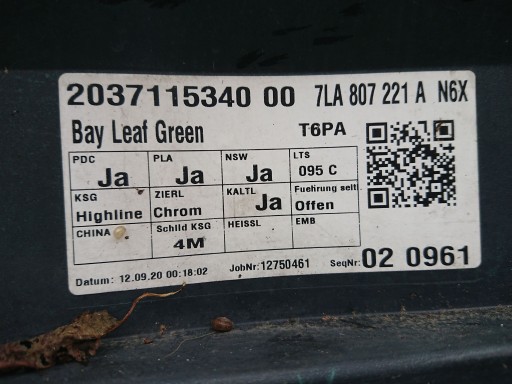 2037115340 00 7LA 807 221 A N6X
Bay Leaf Green T6PA
PDC Ja PLA Ja NSW Ja LTS 095 C
KSG Highline ZIERL Chrom KALTL Ja Fuehrung seitl Offen
CHINA Schild KSG 4M HEISSL EMB
Datum: 12.09.20 00:18:02 JobNr: 12750461 SeqNr: 02 0961